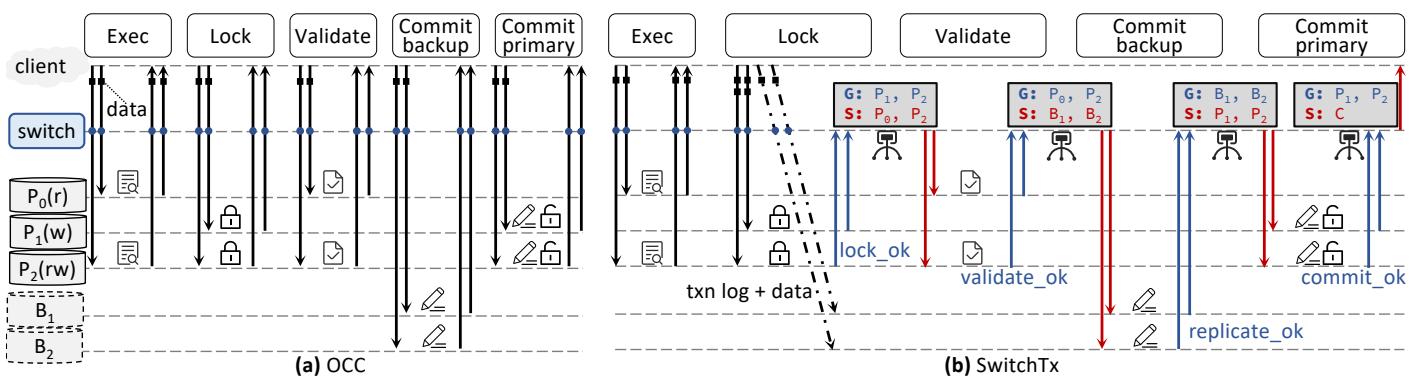 Exec
Lock
Validate
Commit
backup
Commit
primary
client
data
switch
P0(r)
P1(w)
P2(rw)
B1
B2
(a) OCC
Exec
Lock
Validate
Commit
backup
Commit
primary
G: P1, P2
S: P0, P2
G: P0, P2
S: B1, B2
G: B1, B2
S: P1, P2
G: P1, P2
S: C
lock_ok
validate_ok
commit_ok
txn log + data
replicate_ok
(b) SwitchTx